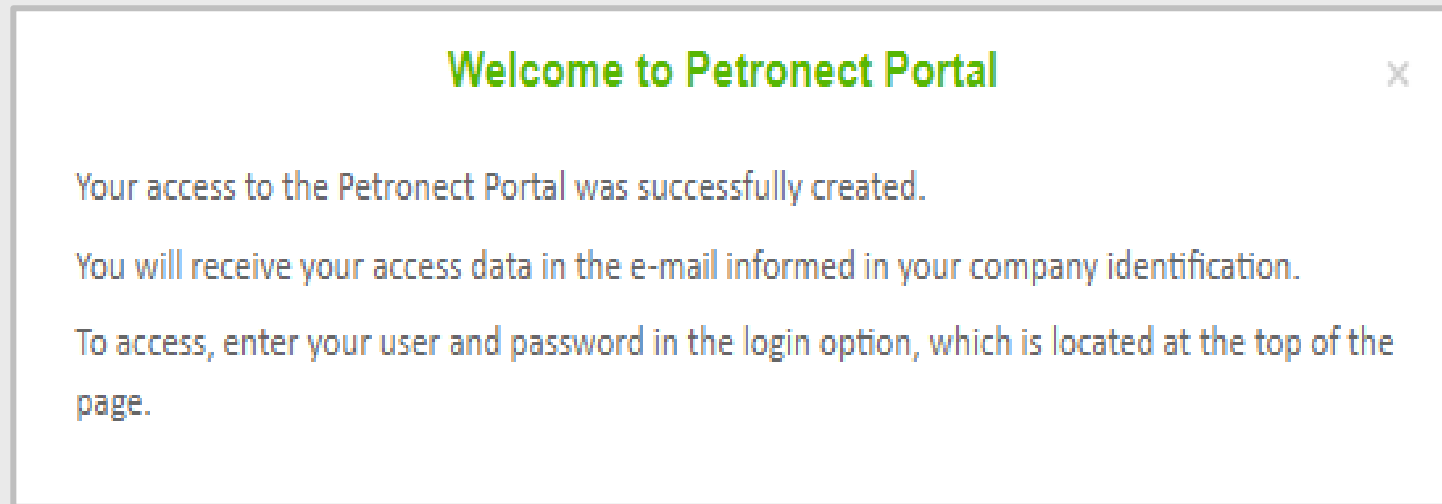 Welcome to Petronect Portal
Your access to the Petronect Portal was successfully created.
You will receive your access data in the e-mail informed in your company identification.
To access, enter your user and password in the login option, which is located at the top of the
page.